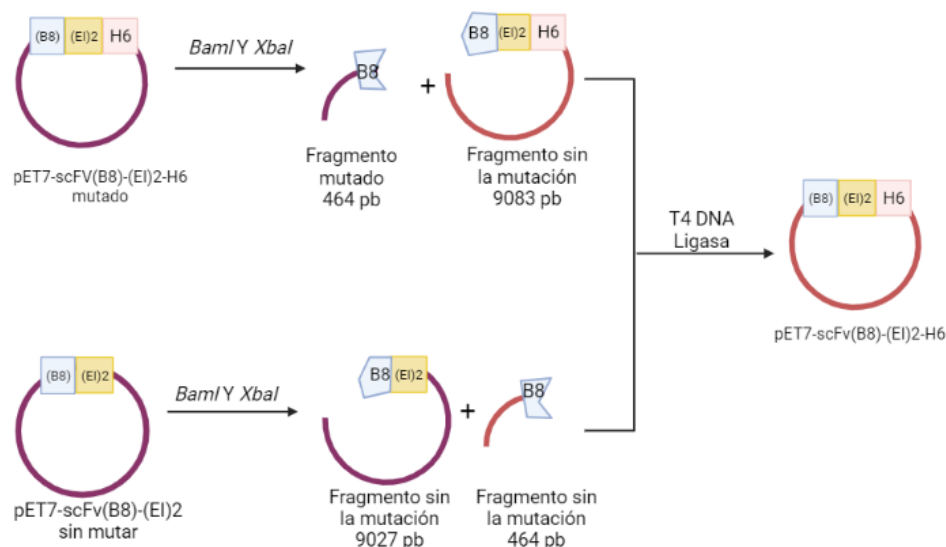 (B8) (EI)2 H6
BamI Y XbaI
B8
+
B8 (EI)2 H6
pET7-scFV(B8)-(EI)2-H6
mutado
Fragmento
mutado
464 pb
Fragmento sin
la mutación
9083 pb
T4 DNA
Ligasa
(B8) (EI)2 H6
pET7-scFv(B8)-(EI)2-H6
(B8) (EI)2
BamI Y XbaI
B8 (EI)2
+
B8
pET7-scFv(B8)-(EI)2
sin mutar
Fragmento sin
la mutación
9027 pb
Fragmento sin
la mutación
464 pb